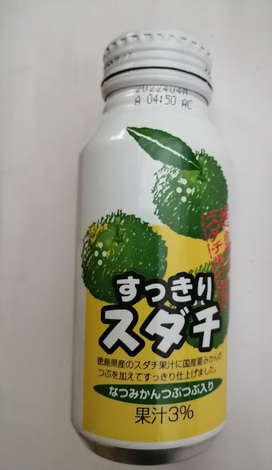 2022.04.A
A 04:50 AC
すっきり
スダチ
徳島県産のスダチ果汁に国産夏みかんの
つぶを加えてすっきり仕上げました。
なつみかんつぶつぶ入り
果汁3%